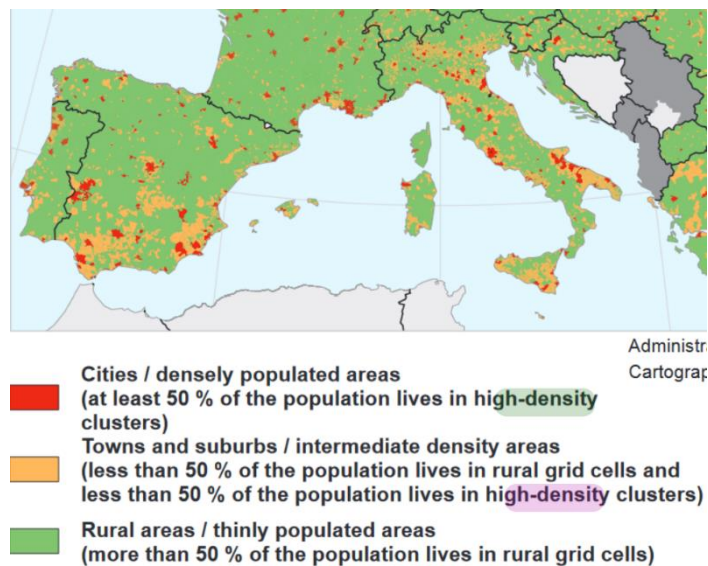 Administra
Cartograp
Cities / densely populated areas
(at least 50 % of the population lives in high-density
clusters)
Towns and suburbs / intermediate density areas
(less than 50 % of the population lives in rural grid cells and
less than 50 % of the population lives in high-density clusters)
Rural areas / thinly populated areas
(more than 50 % of the population lives in rural grid cells)